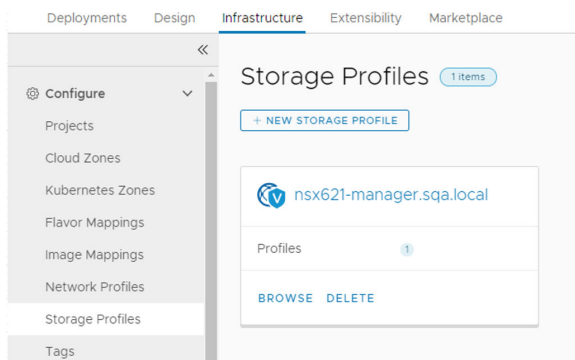 Deployments Design Infrastructure Extensibility Marketplace
«
Configure
Projects
Cloud Zones
Kubernetes Zones
Flavor Mappings
Image Mappings
Network Profiles
Storage Profiles
Tags
Storage Profiles 1 items
+ NEW STORAGE PROFILE
V nsx621-manager.sqa.local
Profiles 1
BROWSE DELETE